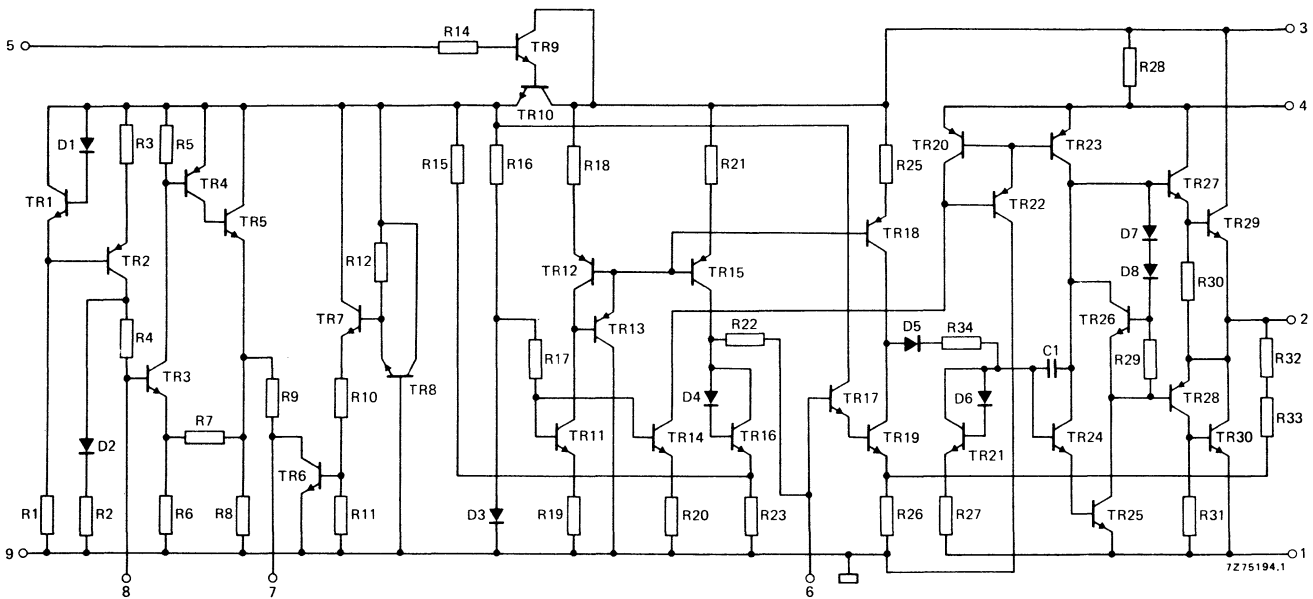 3
R14
5
TR9
R28
TR10
4
D1
R3
R5
TR20
TR23
R15
R16
R18
R21
R25
TR4
TR27
TR1
TR22
TR5
TR29
TR18
D7
TR2
R12
TR12
TR15
D8
R30
TR7
TR13
TR26
2
R4
R22
D5
R34
R17
C1
R29
R32
TR3
R9
R10
TR8
D4
TR17
D6
TR28
R33
R7
TR11
TR14
TR16
TR19
TR21
TR24
TR30
D2
TR6
R1
R2
R6
R8
R11
D3
R19
R20
R23
R26
R27
TR25
R31
9
1
7Z75194.1
8
7
6